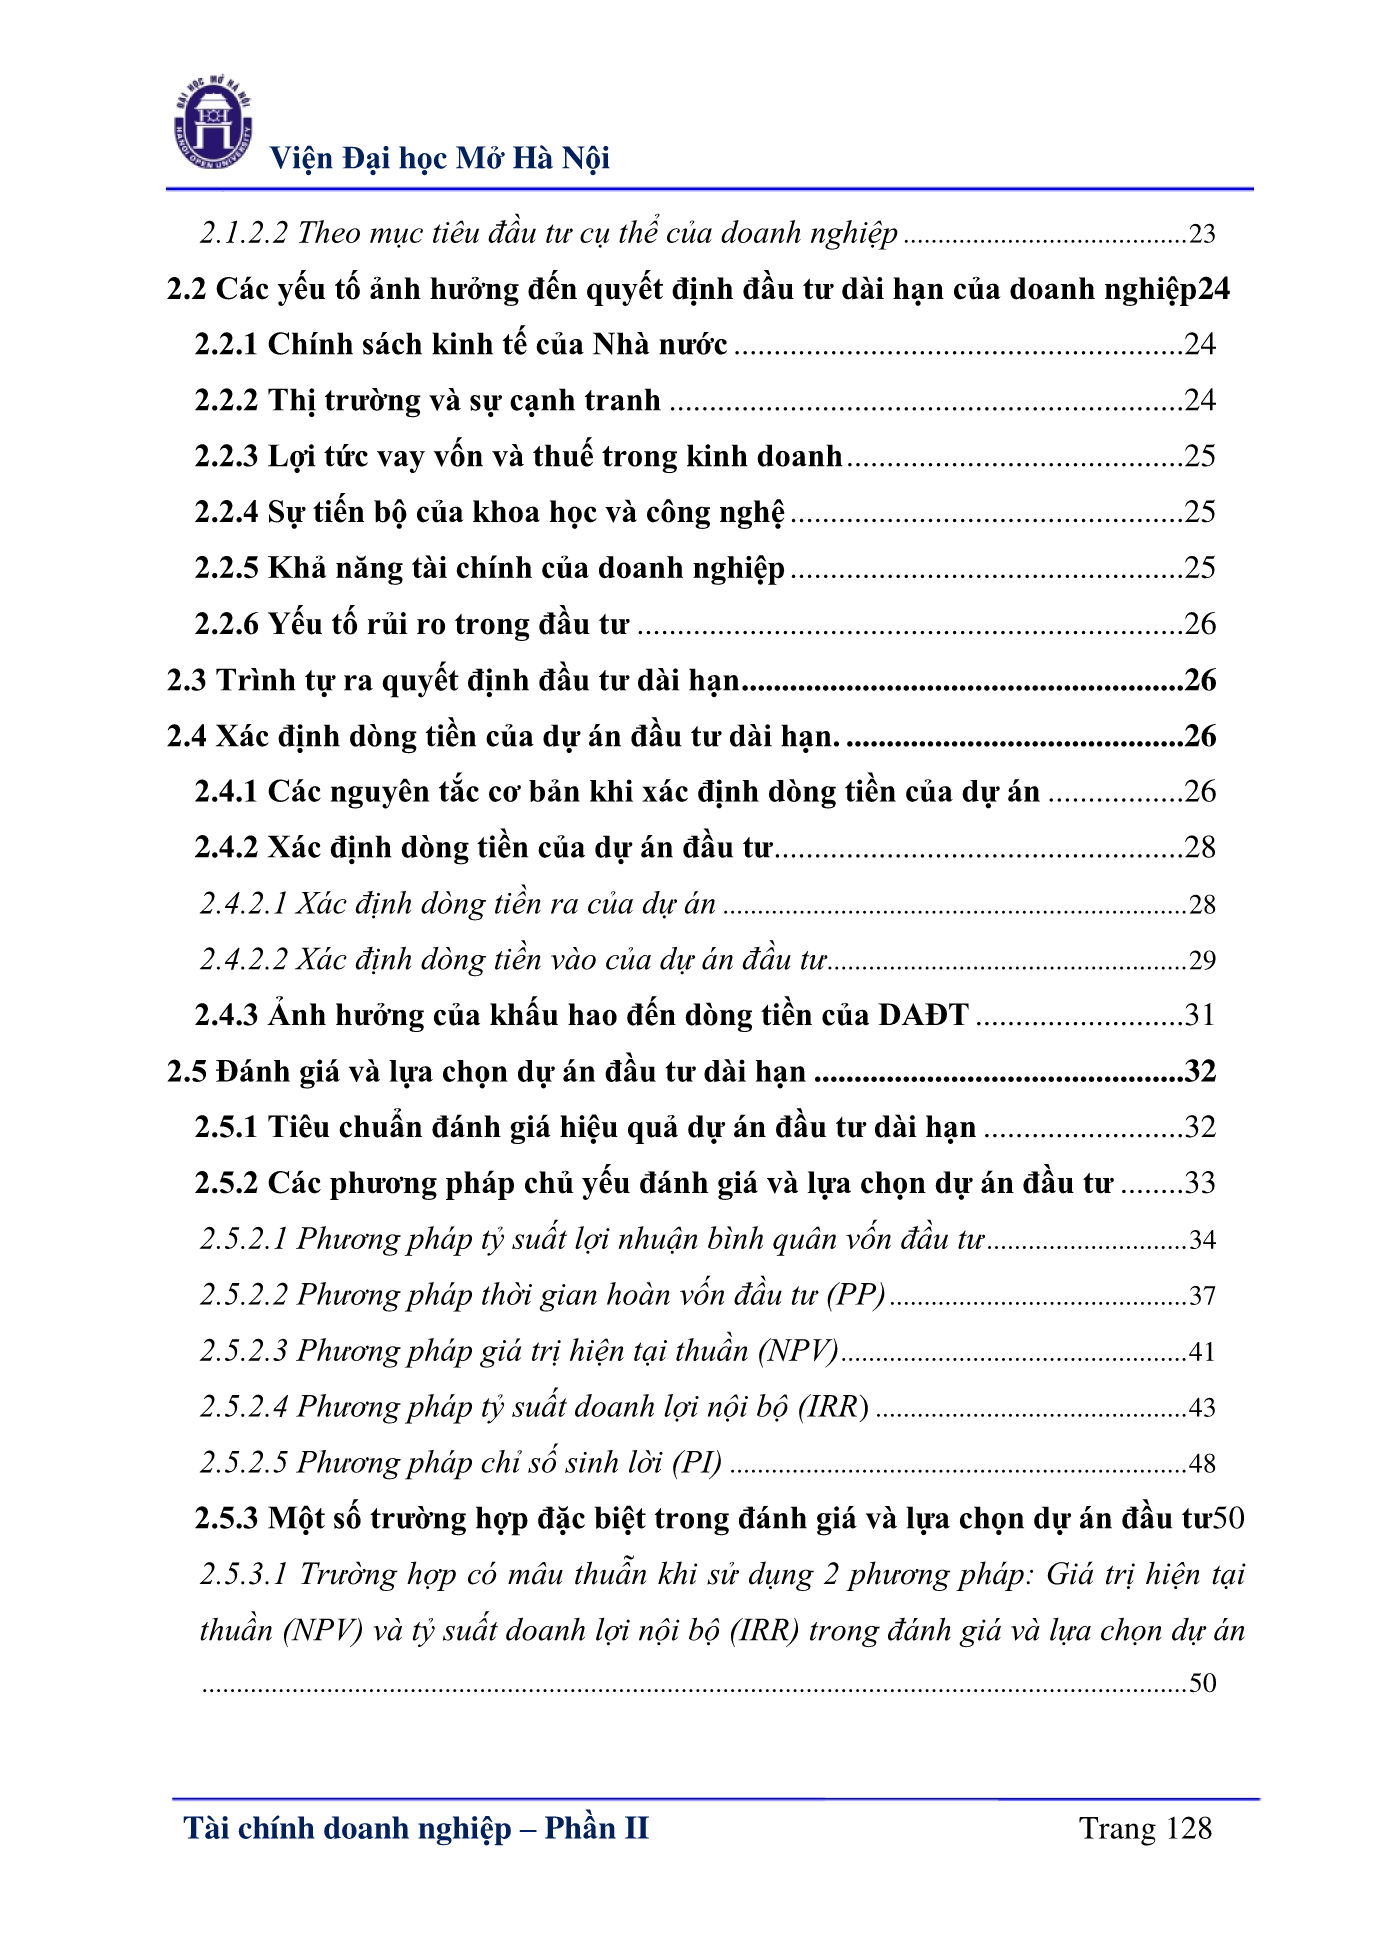 ĐẠI HỌC MỞ HÀ NỘI
HANOI OPEN UNIVERSITY
Viện Đại học Mở Hà Nội
2.1.2.2 Theo mục tiêu đầu tư cụ thể của doanh nghiệp.........................................23
2.2 Các yếu tố ảnh hưởng đến quyết định đầu tư dài hạn của doanh nghiệp24
2.2.1 Chính sách kinh tế của Nhà nước........................................................24
2.2.2 Thị trường và sự cạnh tranh ................................................................24
2.2.3 Lợi tức vay vốn và thuế trong kinh doanh..........................................25
2.2.4 Sự tiến bộ của khoa học và công nghệ.................................................25
2.2.5 Khả năng tài chính của doanh nghiệp.................................................25
2.2.6 Yếu tố rủi ro trong đầu tư ....................................................................26
2.3 Trình tự ra quyết định đầu tư dài hạn.......................................................26
2.4 Xác định dòng tiền của dự án đầu tư dài hạn. ..........................................26
2.4.1 Các nguyên tắc cơ bản khi xác định dòng tiền của dự án .................26
2.4.2 Xác định dòng tiền của dự án đầu tư...................................................28
2.4.2.1 Xác định dòng tiền ra của dự án ...................................................................28
2.4.2.2 Xác định dòng tiền vào của dự án đầu tư....................................................29
2.4.3 Ảnh hưởng của khấu hao đến dòng tiền của DAĐT ..........................31
2.5 Đánh giá và lựa chọn dự án đầu tư dài hạn ..............................................32
2.5.1 Tiêu chuẩn đánh giá hiệu quả dự án đầu tư dài hạn .........................32
2.5.2 Các phương pháp chủ yếu đánh giá và lựa chọn dự án đầu tư ........33
2.5.2.1 Phương pháp tỷ suất lợi nhuận bình quân vốn đầu tư.............................34
2.5.2.2 Phương pháp thời gian hoàn vốn đầu tư (PP)...........................................37
2.5.2.3 Phương pháp giá trị hiện tại thuần (NPV)..................................................41
2.5.2.4 Phương pháp tỷ suất doanh lợi nội bộ (IRR) .............................................43
2.5.2.5 Phương pháp chỉ số sinh lời (PI) ..................................................................48
2.5.3 Một số trường hợp đặc biệt trong đánh giá và lựa chọn dự án đầu tư50
2.5.3.1 Trường hợp có mâu thuẫn khi sử dụng 2 phương pháp: Giá trị hiện tại
thuần (NPV) và tỷ suất doanh lợi nội bộ (IRR) trong đánh giá và lựa chọn dự án
..............................................................................................................................................50
Tài chính doanh nghiệp – Phần II
Trang 128